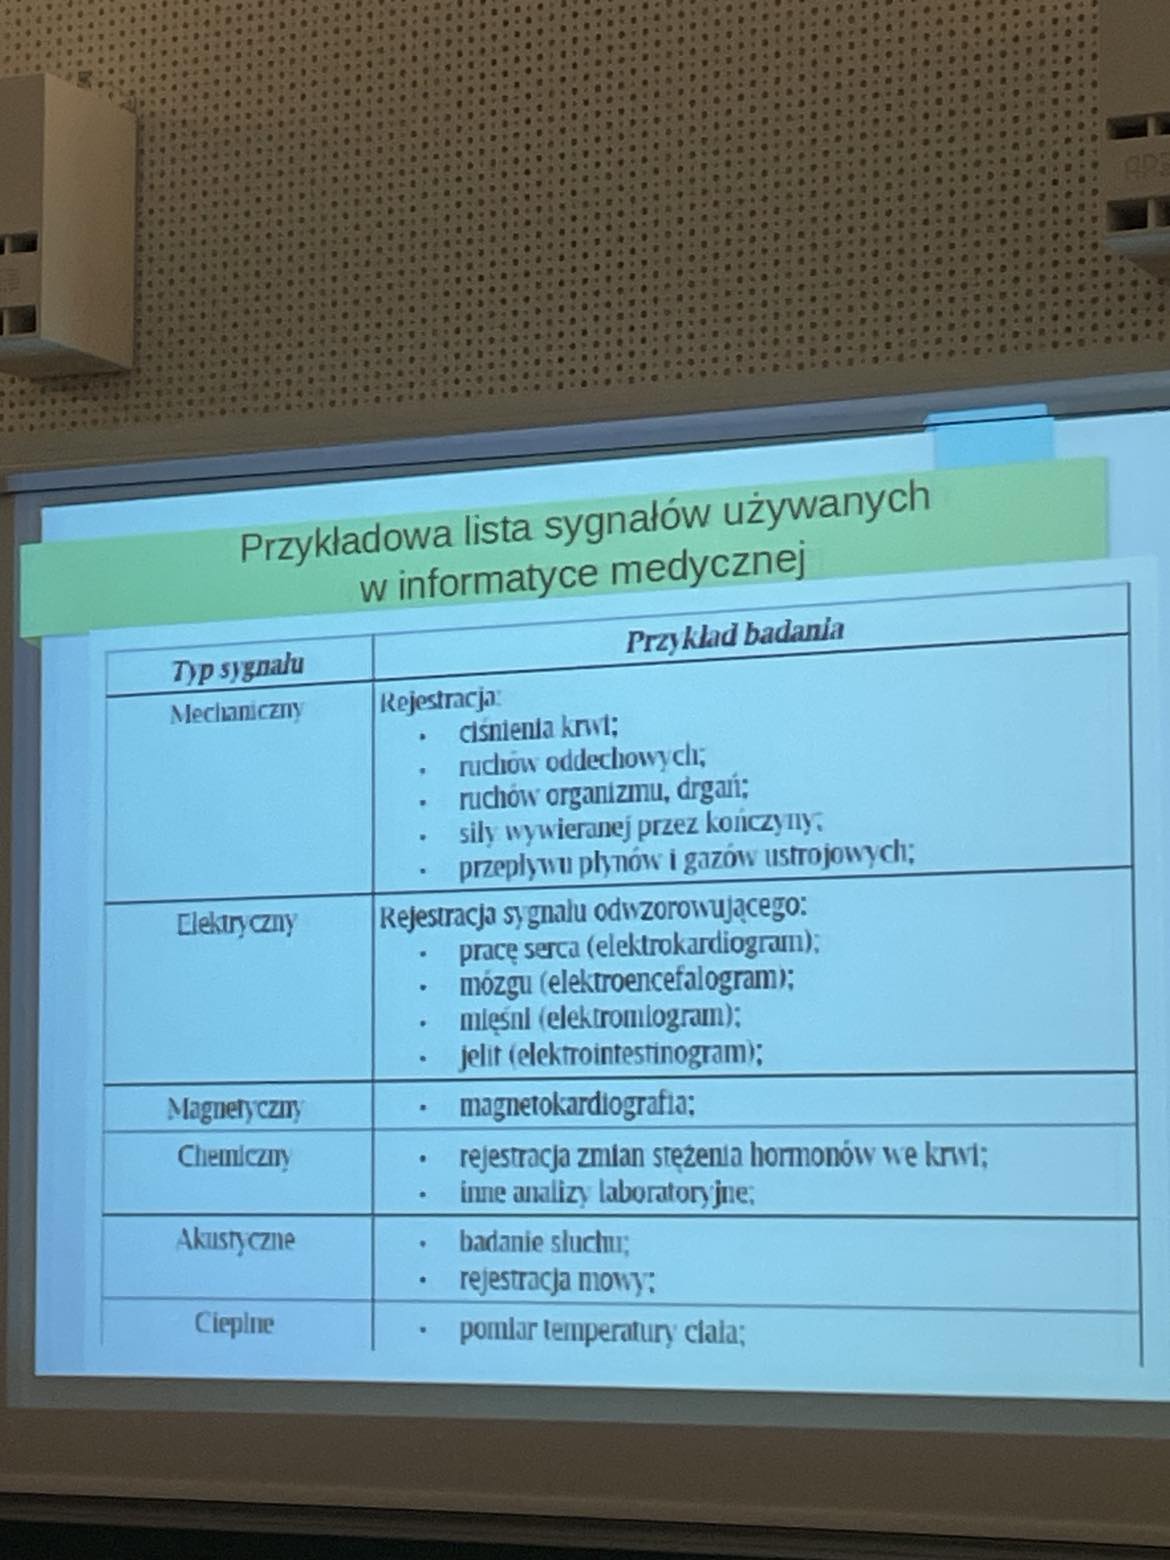 Przykładowa lista sygnałów używanych
w informatyce medycznej
Typ sygnału
Przykład badania
Mechaniczny
Rejestracja:
• ciśnienia krwi;
• ruchów oddechowych;
• ruchów organizmu, drgań;
• siły wywieranej przez kończyny;
• przepływu płynów i gazów ustrojowych;
Elektryczny
Rejestracja sygnału odwzorowującego:
• pracę serca (elektrokardiogram);
• mózgu (elektroencefalogram);
• mięśni (elektromiogram);
• jelit (elektrointestinogram);
Magnetyczny
• magnetokardiografia;
Chemiczny
• rejestracja zmian stężenia hormonów we krwi;
• inne analizy laboratoryjne;
Akustyczne
• badanie słuchu;
• rejestracja mowy;
Cieplne
• pomiar temperatury ciała;